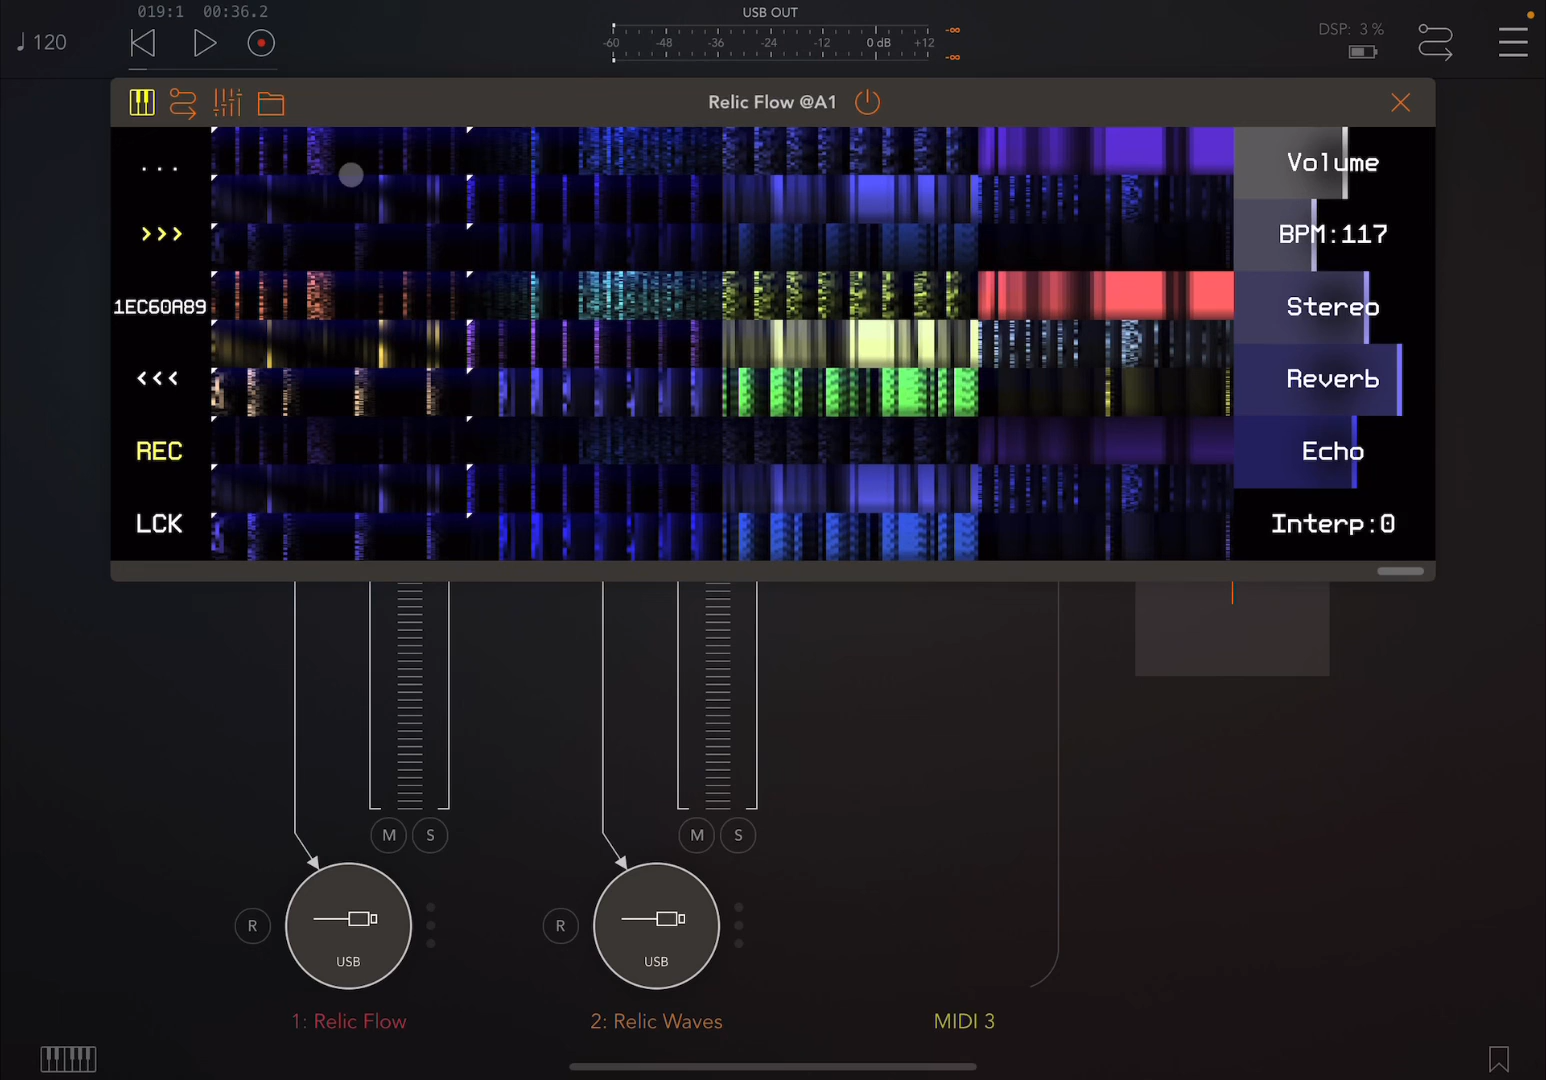 019:1 00:36.2
USB OUT
♩ 120
-60 -48 -36 -24 -12 0 dB +12
-∞
-∞
DSP: 3 %
Relic Flow @A1
...
>>>
1EC60A89
<<<
REC
LCK
Volume
BPM:117
Stereo
Reverb
Echo
Interp:0
M S
M S
R
USB
R
USB
1: Relic Flow
2: Relic Waves
MIDI 3